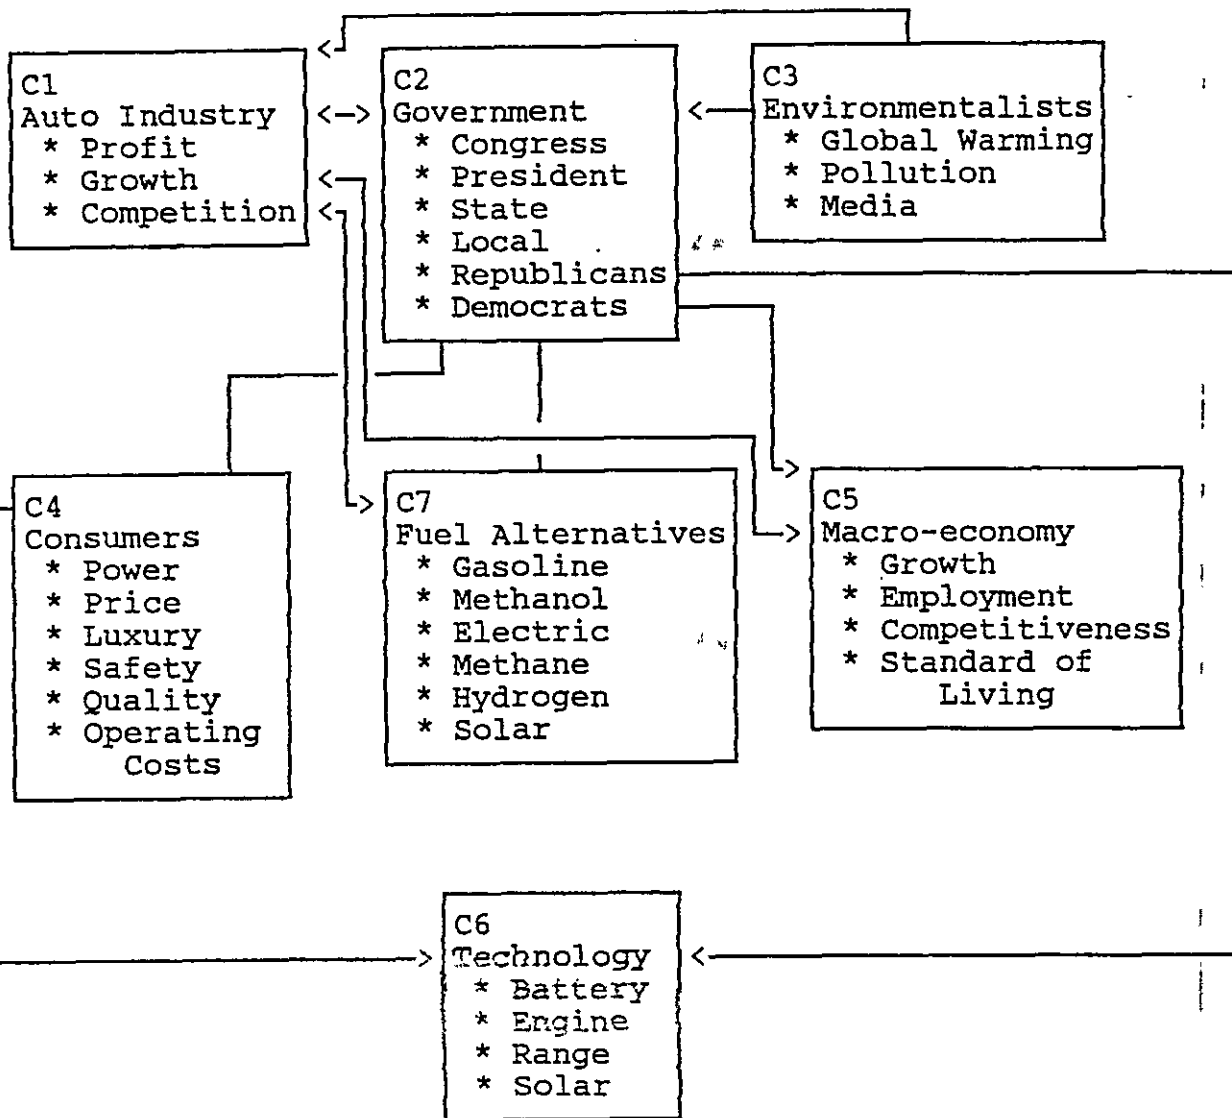 C1
Auto Industry
* Profit
* Growth
* Competition
C2
Government
* Congress
* President
* State
* Local
* Republicans
* Democrats
C3
Environmentalists
* Global Warming
* Pollution
* Media
C4
Consumers
* Power
* Price
* Luxury
* Safety
* Quality
* Operating
Costs
C7
Fuel Alternatives
* Gasoline
* Methanol
* Electric
* Methane
* Hydrogen
* Solar
C5
Macro-economy
* Growth
* Employment
* Competitiveness
* Standard of
Living
C6
Technology
* Battery
* Engine
* Range
* Solar